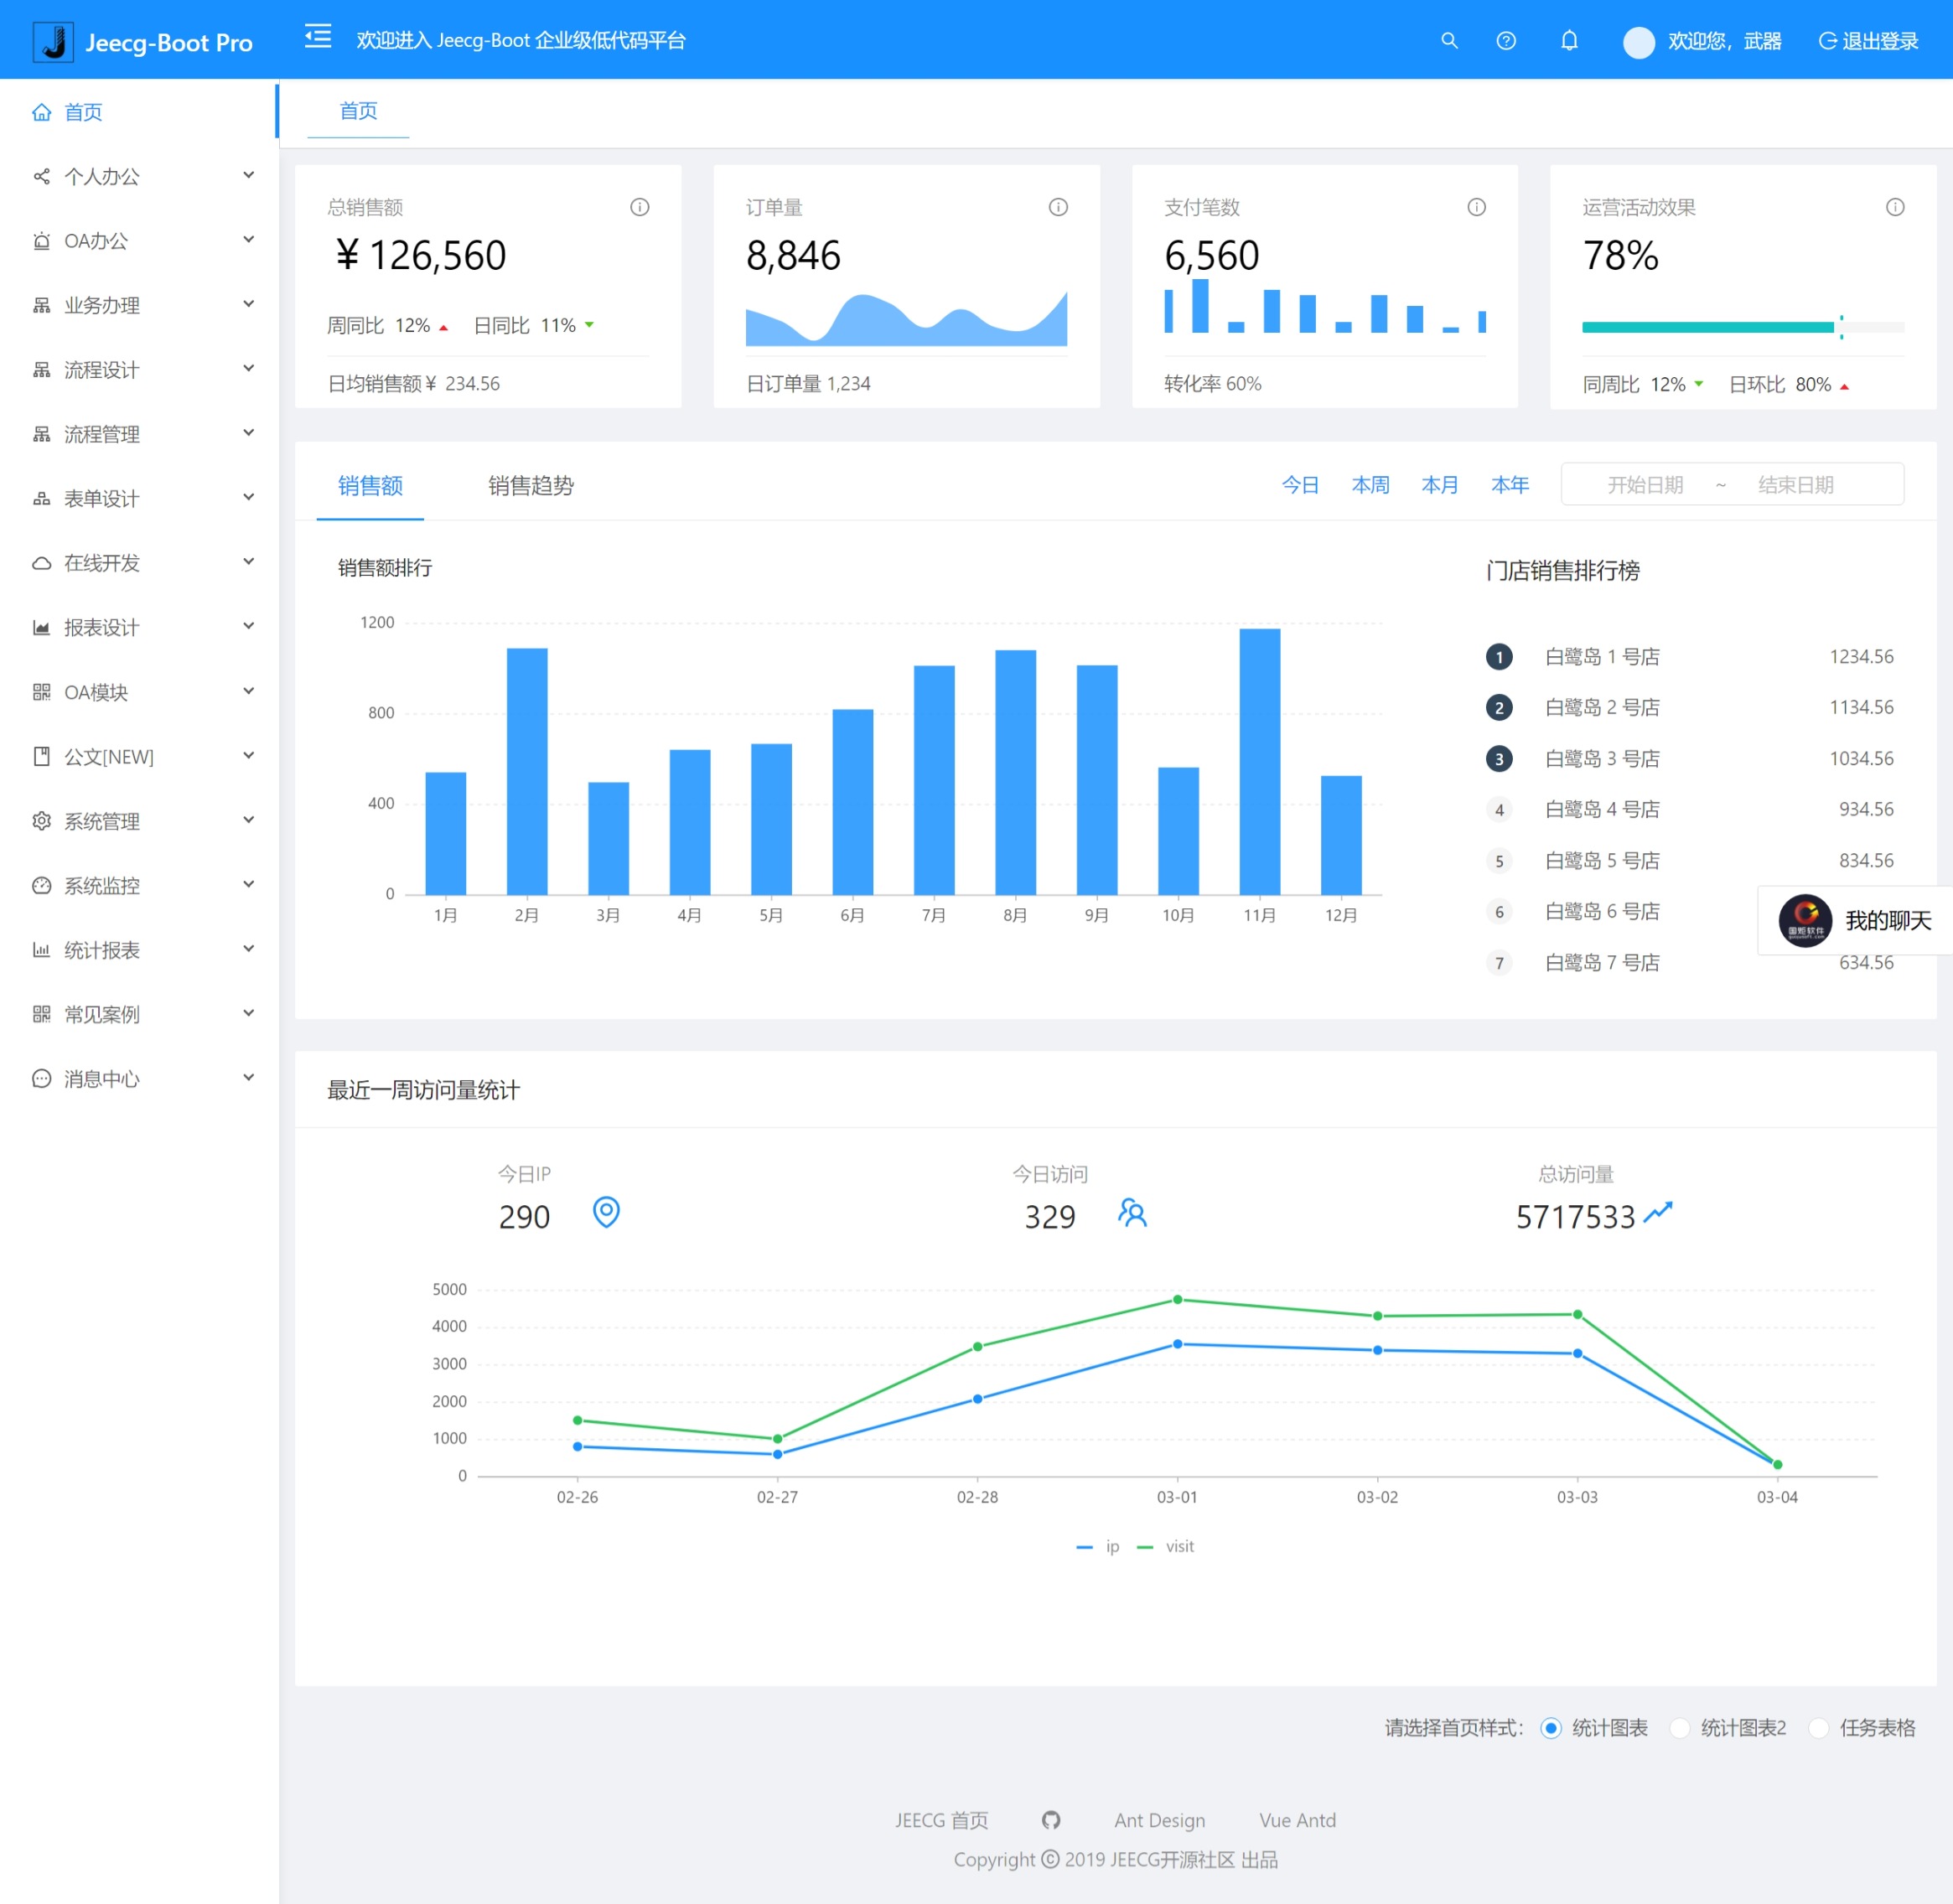 Jeecg-Boot Pro
欢迎进入 Jeecg-Boot 企业级低代码平台
欢迎您，武器
退出登录
首页
个人办公
OA办公
业务办理
流程设计
流程管理
表单设计
在线开发
报表设计
OA模块
公文[NEW]
系统管理
系统监控
统计报表
常见案例
消息中心
首页
总销售额
￥126,560
周同比 12% 日同比 11%
日均销售额￥ 234.56
订单量
8,846
日订单量 1,234
支付笔数
6,560
转化率 60%
运营活动效果
78%
同周比 12% 日环比 80%
销售额 销售趋势
今日 本周 本月 本年 开始日期 ~ 结束日期
销售额排行
1200
800
400
0
1月 2月 3月 4月 5月 6月 7月 8月 9月 10月 11月 12月
门店销售排行榜
1 白鹭岛 1 号店 1234.56
2 白鹭岛 2 号店 1134.56
3 白鹭岛 3 号店 1034.56
4 白鹭岛 4 号店 934.56
5 白鹭岛 5 号店 834.56
6 白鹭岛 6 号店
7 白鹭岛 7 号店 634.56
国炬软件
我的聊天
最近一周访问量统计
今日IP
290
今日访问
329
总访问量
5717533
5000
4000
3000
2000
1000
0
02-26 02-27 02-28 03-01 03-02 03-03 03-04
ip visit
请选择首页样式： 统计图表 统计图表2 任务表格
JEECG 首页 Ant Design Vue Antd
Copyright © 2019 JEECG开源社区 出品